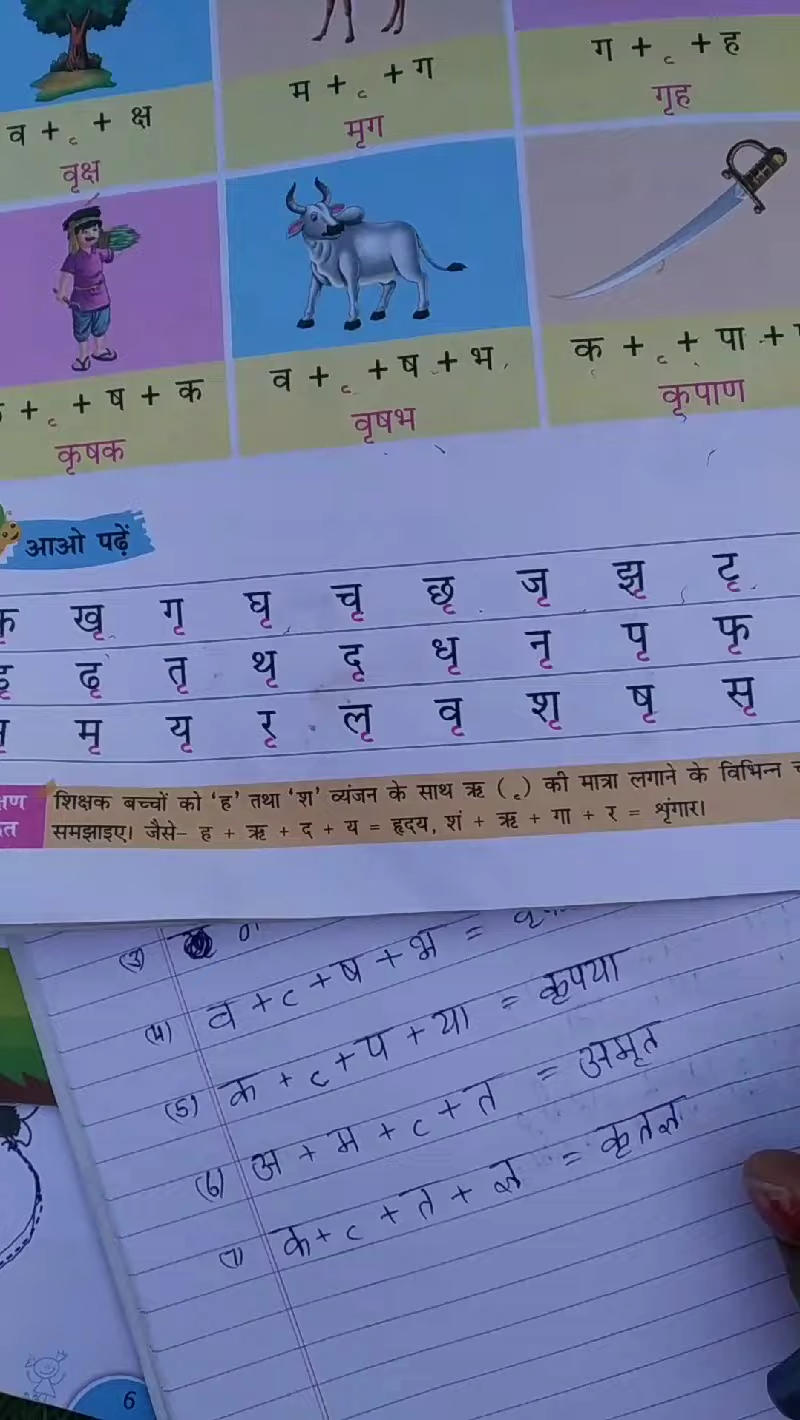 व + ृ + क्ष
वृक्ष
म + ृ + ग
मृग
ग + ृ + ह
गृह
+ ृ + ष + क
कृषक
व + ृ + ष + भ
वृषभ
क + ृ + पा +
कृपाण
आओ पढ़ें
कृ खृ गृ घृ चृ छृ जृ झृ टृ
ढृ तृ थृ दृ धृ नृ पृ फृ
मृ यृ रृ लृ वृ शृ षृ सृ
शिक्षक बच्चों को 'ह' तथा 'श' व्यंजन के साथ ऋ ( ृ ) की मात्रा लगाने के विभिन्न
समझाइए। जैसे– ह + ऋ + द + य = हृदय, शं + ऋ + गा + र = शृंगार।
(3)
(4) व + ृ + ष + भ =
(5) क + ृ + प + या = कृपया
(6) अ + म + ृ + त = अमृत
(7) क + ृ + त + ज्ञ = कृतज्ञ
6